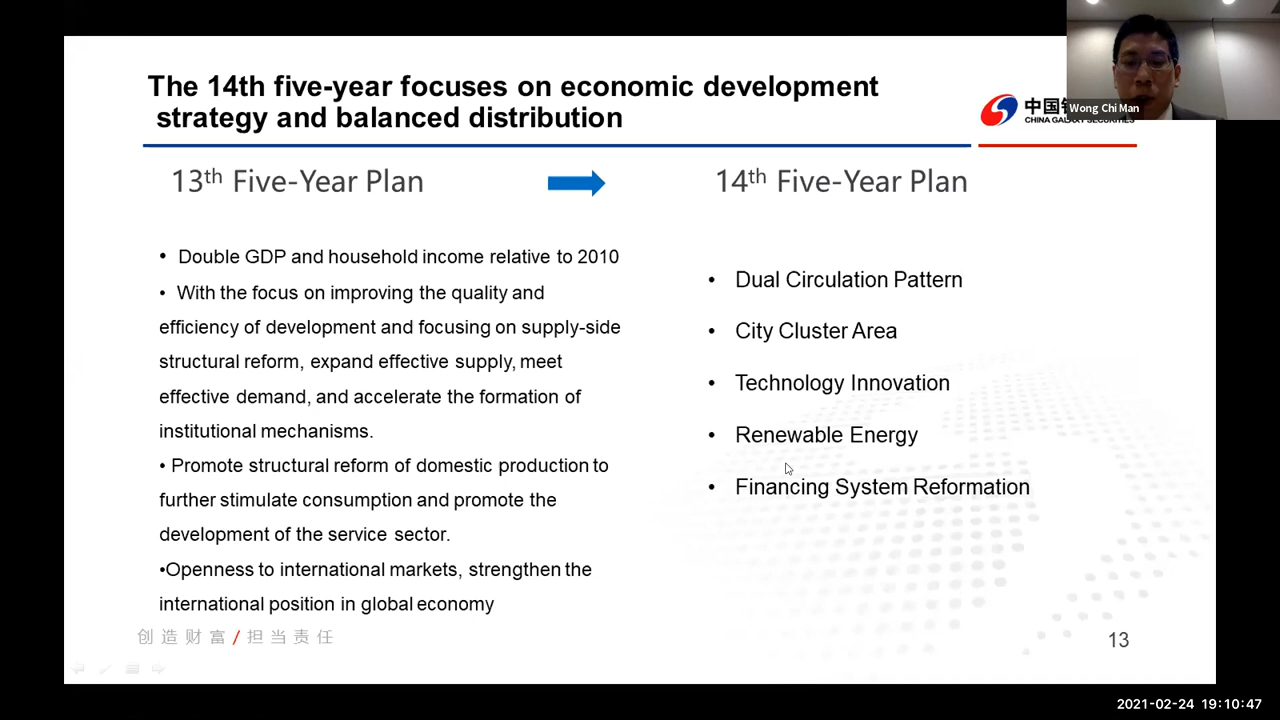 The 14th five-year focuses on economic development
strategy and balanced distribution
中国
CHINA GALAXY SECURITIES
Wong Chi Man
13th Five-Year Plan
14th Five-Year Plan
• Double GDP and household income relative to 2010
• With the focus on improving the quality and
efficiency of development and focusing on supply-side
structural reform, expand effective supply, meet
effective demand, and accelerate the formation of
institutional mechanisms.
• Promote structural reform of domestic production to
further stimulate consumption and promote the
development of the service sector.
•Openness to international markets, strengthen the
international position in global economy
• Dual Circulation Pattern
• City Cluster Area
• Technology Innovation
• Renewable Energy
• Financing System Reformation
创造财富/担当责任
13
2021-02-24 19:10:47